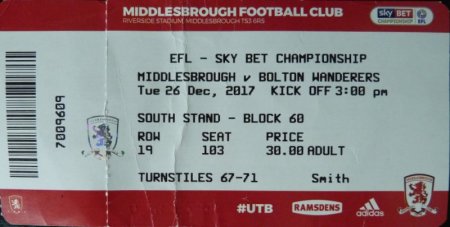 MIDDLESBROUGH FOOTBALL CLUB
RIVERSIDE STADIUM MIDDLESBROUGH TS3 6RS
sky BET
CHAMPIONSHIP
EFL
EFL - SKY BET CHAMPIONSHIP
MIDDLESBROUGH v BOLTON WANDERERS
Tue 26 Dec, 2017 KICK OFF 3:00 pm
7009609
SOUTH STAND - BLOCK 60
ROW SEAT PRICE
19 103 30.00 ADULT
TURNSTILES 67-71 Smith
#UTB
RAMSDENS
adidas